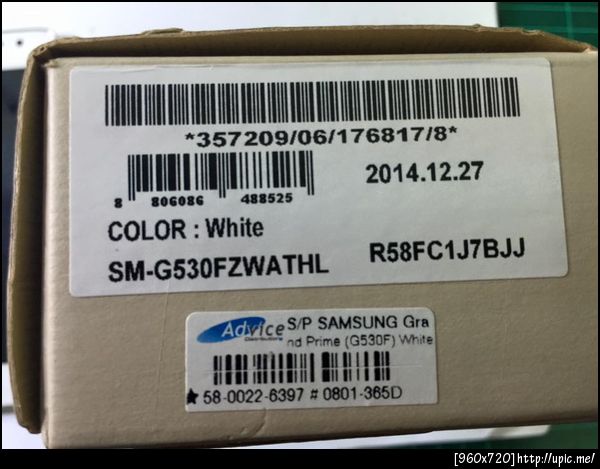 *357209/06/176817/8*
8 806086 488525
2014.12.27
COLOR : White
SM-G530FZWATHL
R58FC1J7BJJ
Advice
Distributions
S/P SAMSUNG Gra
nd Prime (G530F) White
★ 58-0022-6397 # 0801-365D
[960x720]http://upic.me/